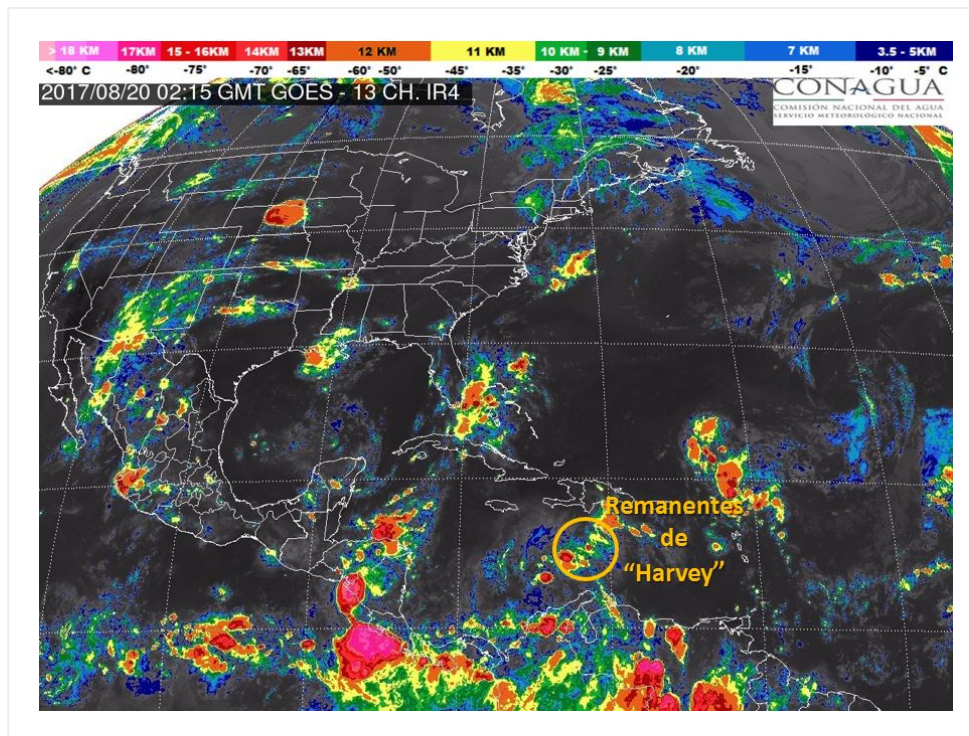 > 18 KM 17KM 15 - 16KM 14KM 13KM 12 KM 11 KM 10 KM - 9 KM 8 KM 7 KM 3.5 - 5KM
<-80° C -80° -75° -70° -65° -60° -50° -45° -35° -30° -25° -20° -15° -10° -5° C
2017/08/20 02:15 GMT GOES - 13 CH. IR4
CONAGUA
COMISIÓN NACIONAL DEL AGUA
SERVICIO METEOROLÓGICO NACIONAL
Remanentes
de
“Harvey”